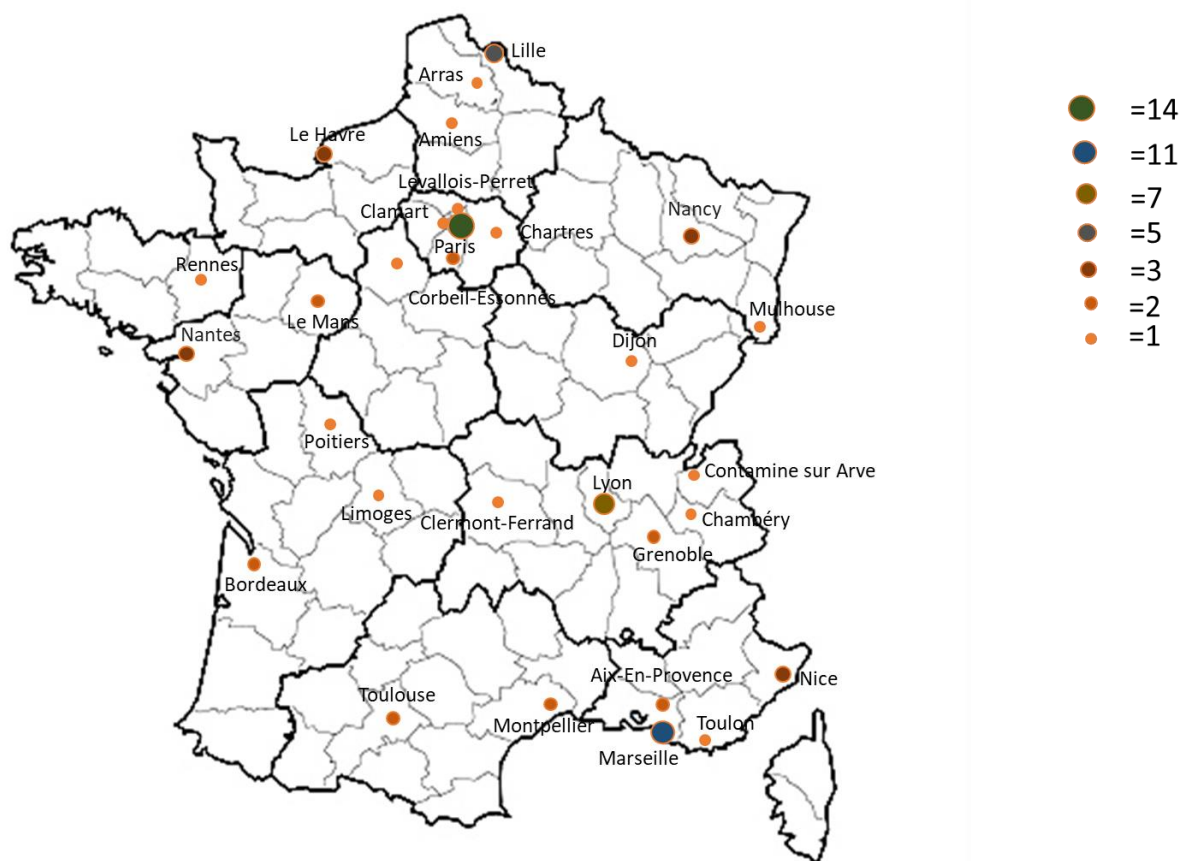 Lille
Arras
Amiens
Le Havre
Levallois-Perret
Clamart
Paris
Chartres
Nancy
Corbeil-Essonnes
Rennes
Le Mans
Nantes
Mulhouse
Dijon
Poitiers
Limoges
Clermont-Ferrand
Lyon
Contamine sur Arve
Chambéry
Grenoble
Bordeaux
Toulouse
Montpellier
Aix-En-Provence
Nice
Toulon
Marseille
=14
=11
=7
=5
=3
=2
=1